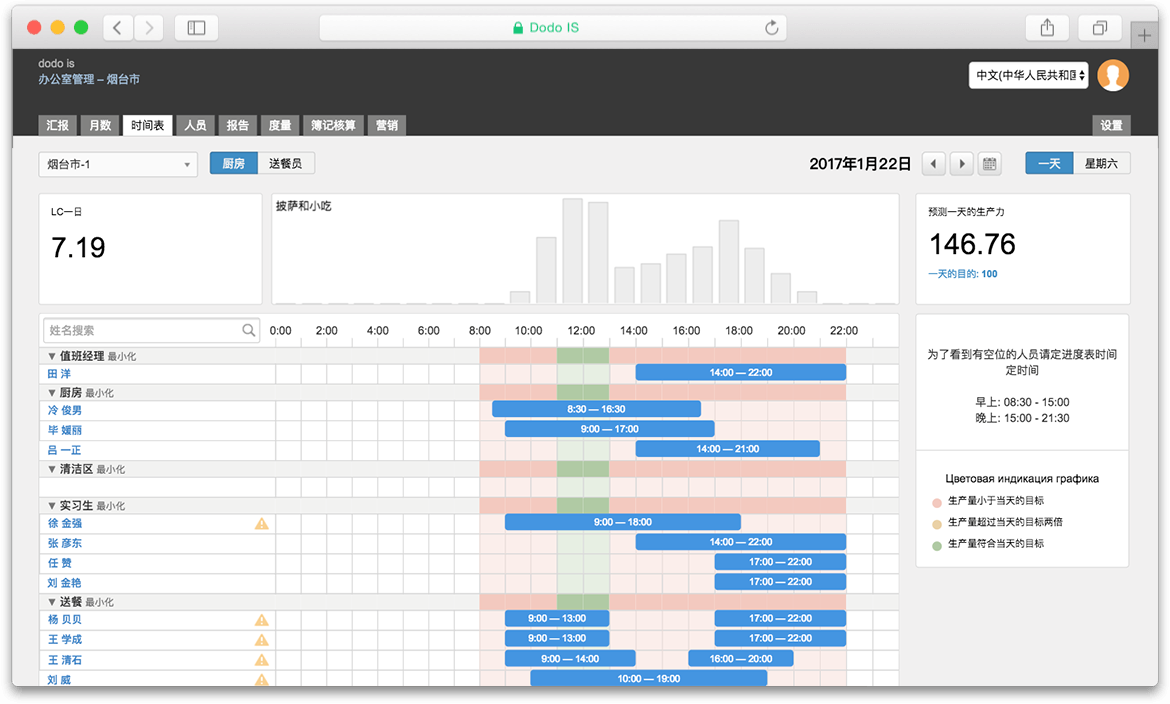 Dodo IS
dodo is
办公室管理 – 烟台市
中文(中华人民共和国
汇报 月数 时间表 人员 报告 度量 簿记核算 营销 设置
烟台市-1 厨房 送餐员 2017年1月22日 一天 星期六
LC一日
7.19
披萨和小吃
预测一天的生产力
146.76
一天的目的: 100
姓名搜索 0:00 2:00 4:00 6:00 8:00 10:00 12:00 14:00 16:00 18:00 20:00 22:00
▼ 值班经理 最小化
田 洋 14:00 — 22:00
▼ 厨房 最小化
冷 俊男 8:30 — 16:30
毕 媛丽 9:00 — 17:00
吕 一正 14:00 — 21:00
▼ 清洁区 最小化
▼ 实习生 最小化
徐 金强 9:00 — 18:00
张 彦东 14:00 — 22:00
任 赞 17:00 — 22:00
刘 金艳 17:00 — 22:00
▼ 送餐 最小化
杨 贝贝 9:00 — 13:00 17:00 — 22:00
王 学成 9:00 — 13:00 17:00 — 22:00
王 清石 9:00 — 14:00 16:00 — 20:00
刘 威 10:00 — 19:00
为了看到有空位的人员请定进度表时间
定时间
早上: 08:30 - 15:00
晚上: 15:00 - 21:30
Цветовая индикация графика
生产量小于当天的目标
生产量超过当天的目标两倍
生产量符合当天的目标